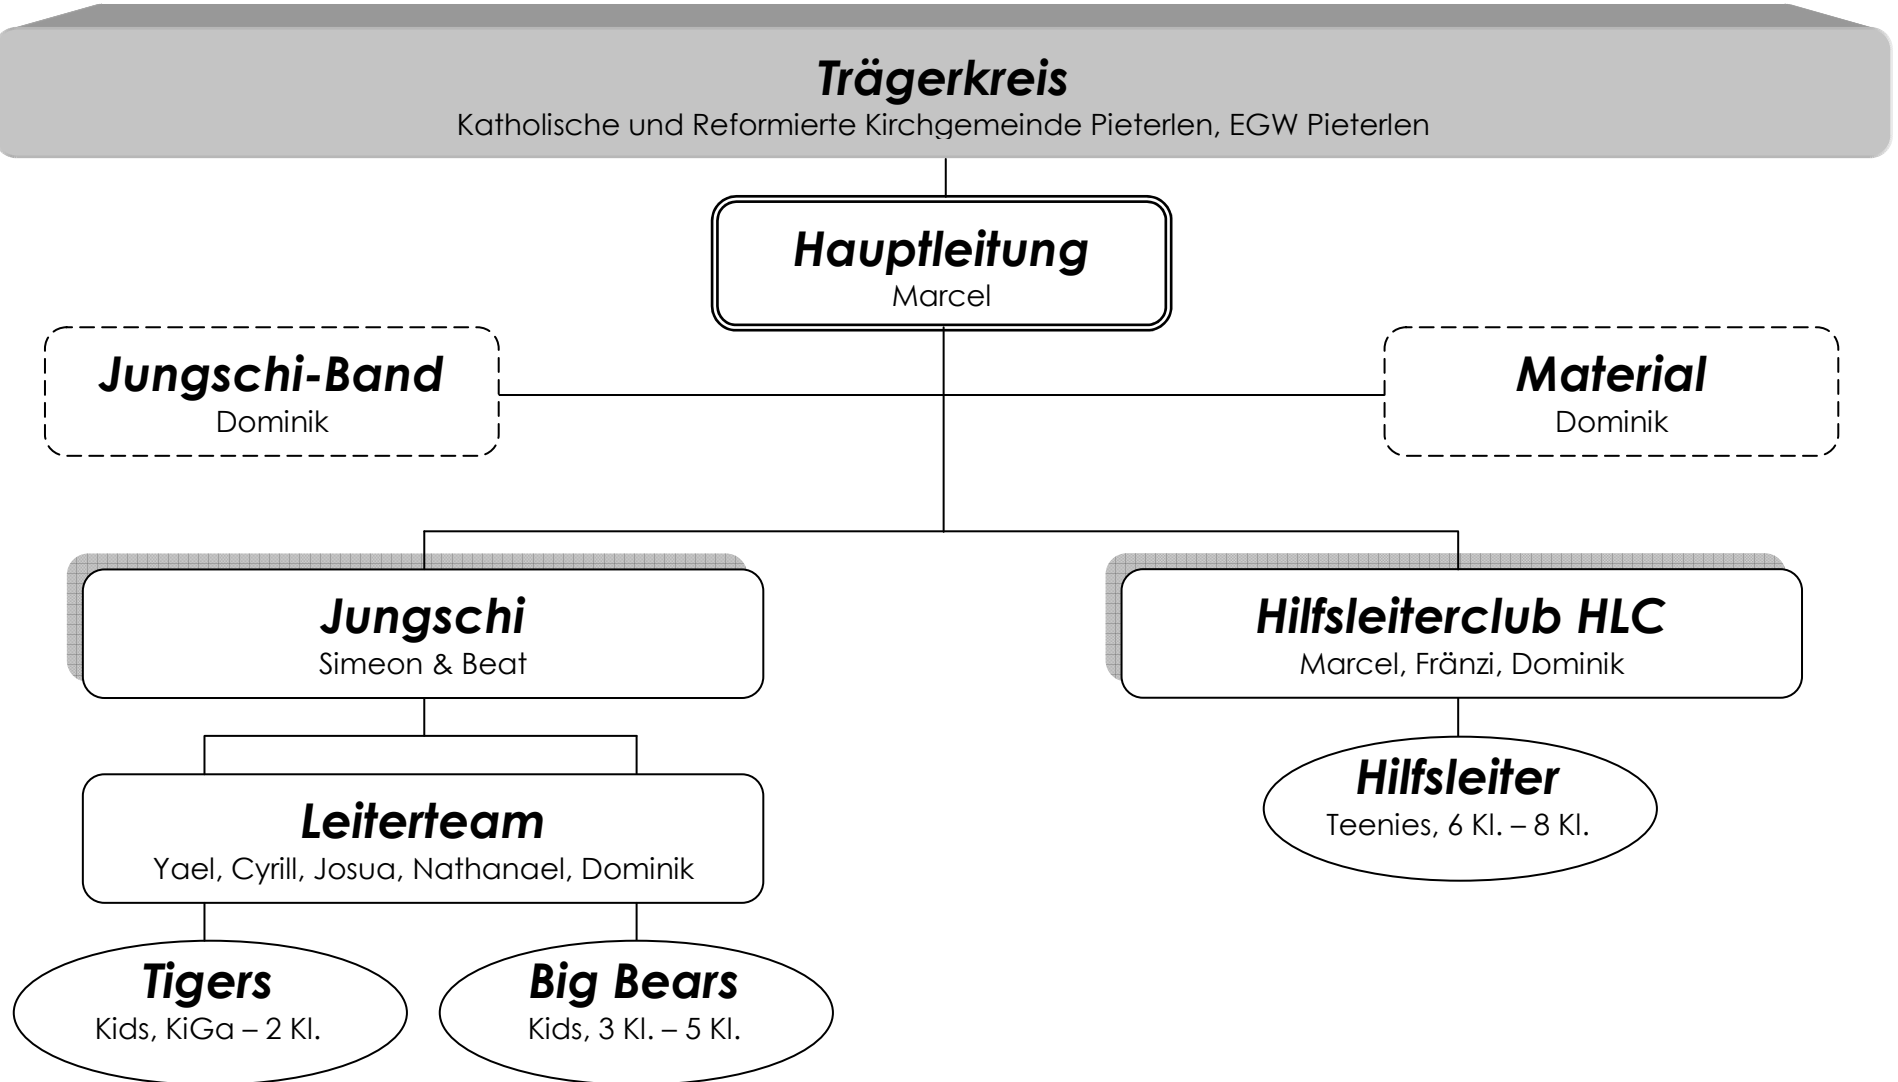 Trägerkreis
Katholische und Reformierte Kirchgemeinde Pieterlen, EGW Pieterlen
Hauptleitung
Marcel
Jungschi-Band
Dominik
Material
Dominik
Jungschi
Simeon & Beat
Hilfsleiterclub HLC
Marcel, Fränzi, Dominik
Leiterteam
Yael, Cyrill, Josua, Nathanael, Dominik
Hilfsleiter
Teenies, 6 Kl. – 8 Kl.
Tigers
Kids, KiGa – 2 Kl.
Big Bears
Kids, 3 Kl. – 5 Kl.